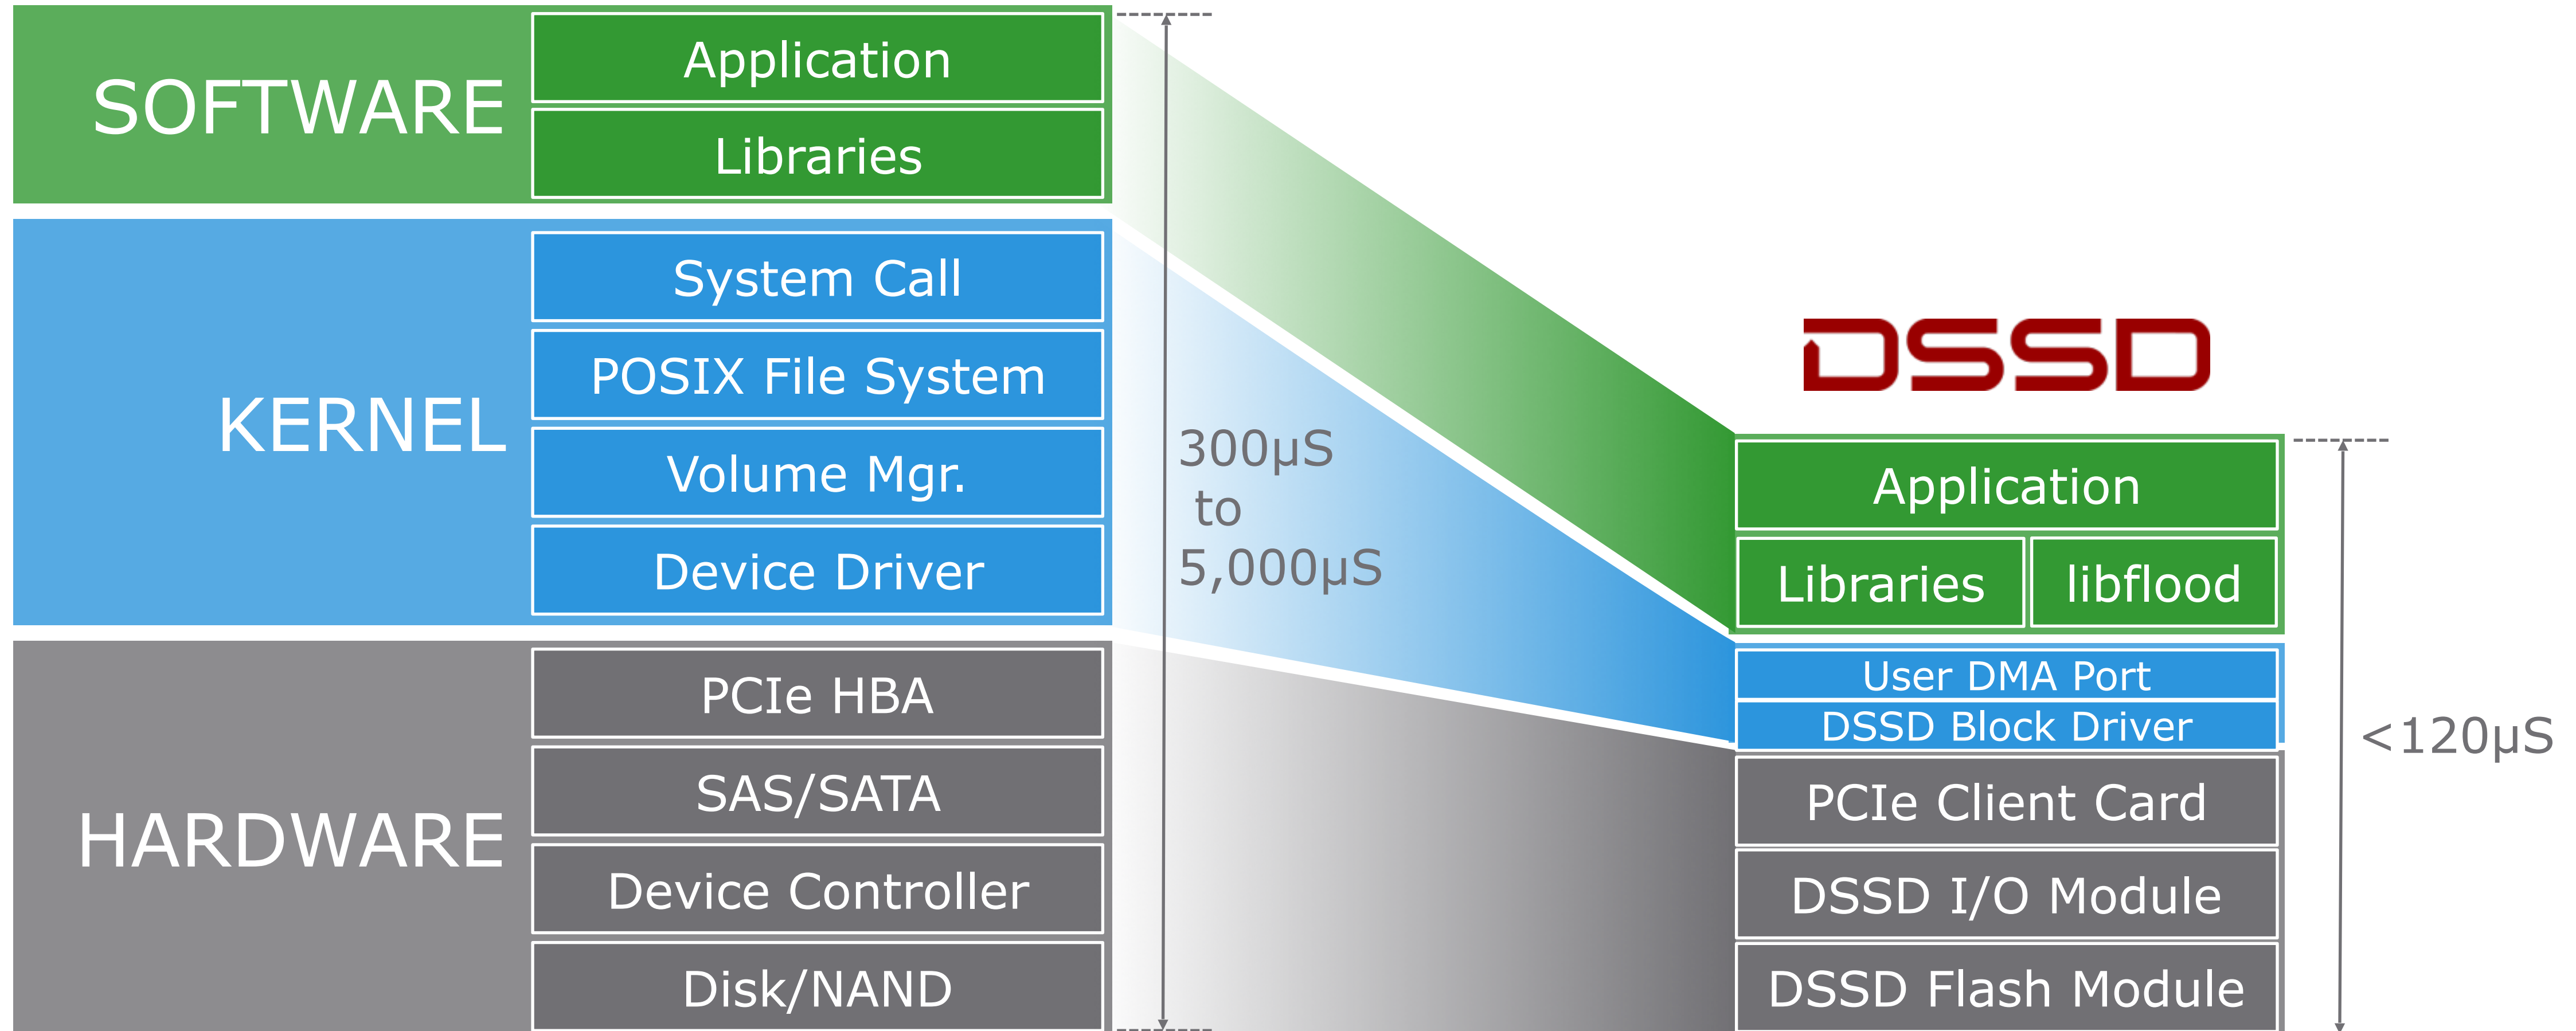 SOFTWARE
Application
Libraries
KERNEL
System Call
POSIX File System
Volume Mgr.
Device Driver
HARDWARE
PCIe HBA
SAS/SATA
Device Controller
Disk/NAND
300µS
to
5,000µS
DSSD
Application
Libraries
libflood
User DMA Port
DSSD Block Driver
PCIe Client Card
DSSD I/O Module
DSSD Flash Module
<120µS